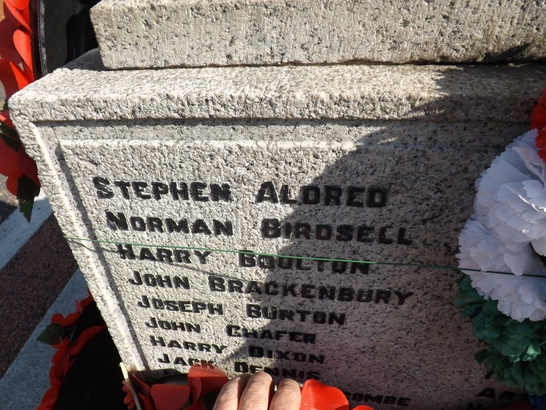 STEPHEN ALDRED
NORMAN BIRDSELL
HARRY BOULTON
JOHN BRACKENBURY
JOSEPH BURTON
JOHN CHAFER
HARRY DIXON
JACK DENNIS